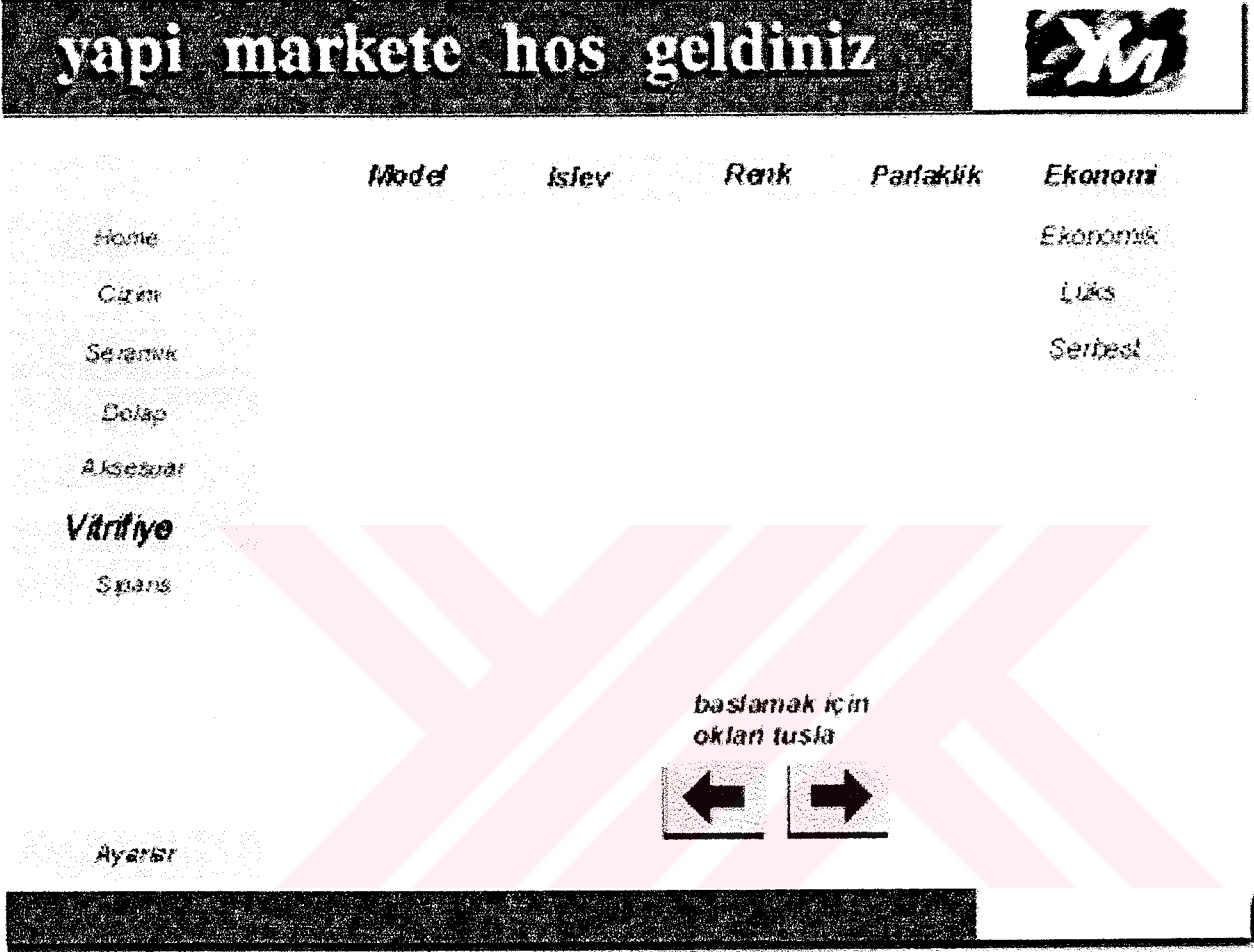 yapi markete hos geldiniz
YM
Model Islev Renk Parlaklik Ekonomi
Home
Ekonomik
Cizim
Lüks
Seramik
Serbest
Dolap
Aksesuar
Vitrifiye
Siparis
baslamak için
oklari tusla
Ayarlar